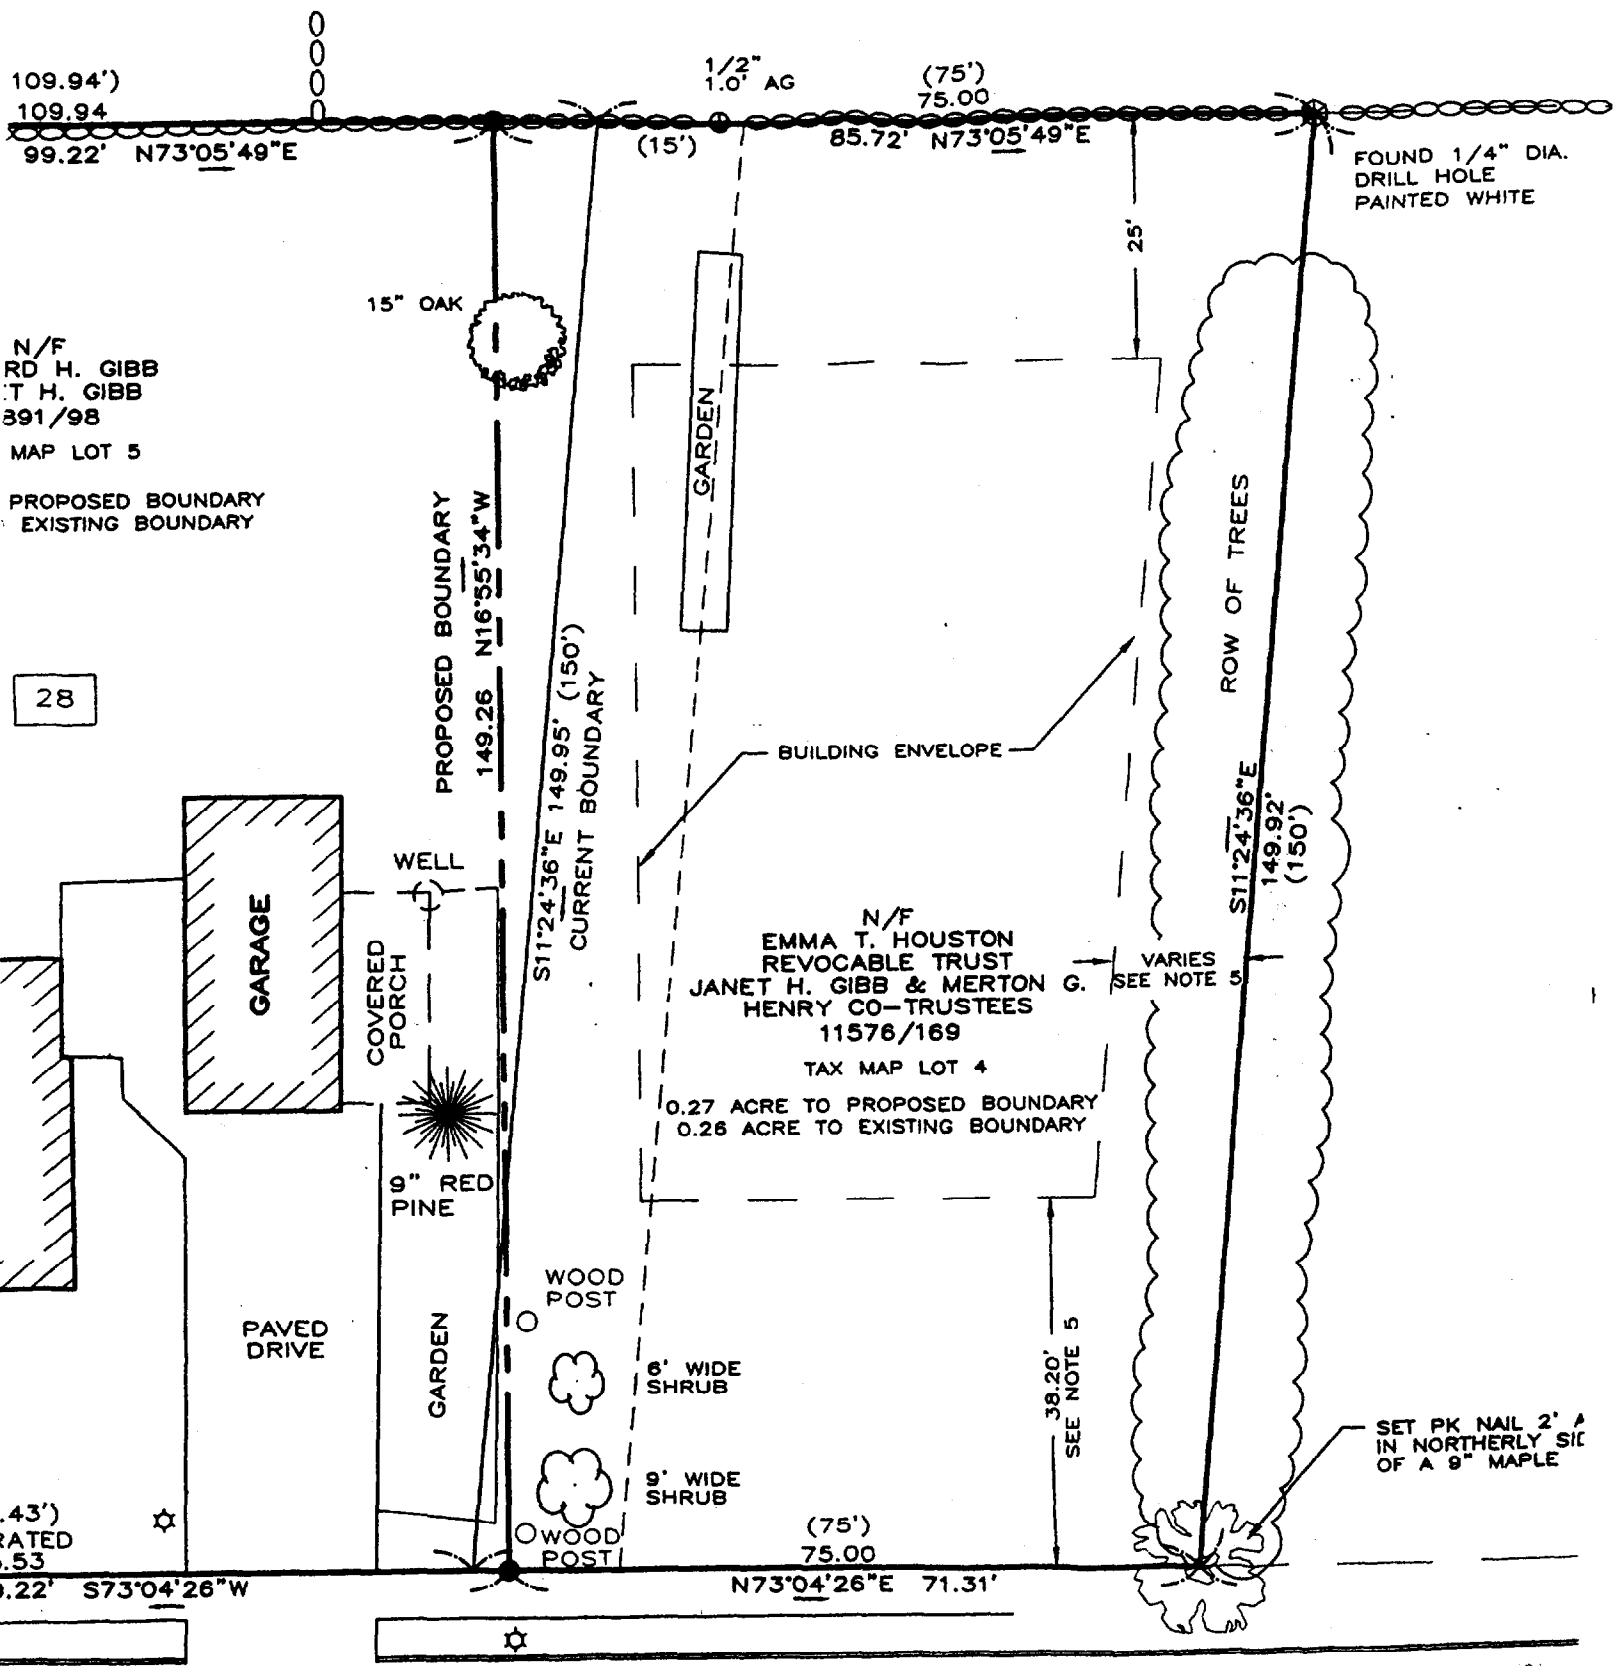 109.94')
109.94
99.22' N73°05'49"E
1/2"
1.0' AG
(15')
(75')
75.00
85.72' N73°05'49"E
FOUND 1/4" DIA.
DRILL HOLE
PAINTED WHITE
25'
15" OAK
N/F
RD H. GIBB
T H. GIBB
891/98
MAP LOT 5
PROPOSED BOUNDARY
EXISTING BOUNDARY
GARDEN
PROPOSED BOUNDARY
149.26 N16°55'34"W
S11°24'36"E 149.95' (150')
CURRENT BOUNDARY
ROW OF TREES
28
BUILDING ENVELOPE
S11°24'36"E
149.92'
(150')
WELL
GARAGE
COVERED
PORCH
N/F
EMMA T. HOUSTON
REVOCABLE TRUST
JANET H. GIBB & MERTON G.
HENRY CO-TRUSTEES
11576/169
TAX MAP LOT 4
0.27 ACRE TO PROPOSED BOUNDARY
0.26 ACRE TO EXISTING BOUNDARY
VARIES
SEE NOTE 5
9" RED
PINE
WOOD
POST
PAVED
DRIVE
GARDEN
6' WIDE
SHRUB
38.20'
SEE NOTE 5
9' WIDE
SHRUB
SET PK NAIL 2'
IN NORTHERLY
OF A 9" MAPLE
WOOD
POST
.43')
RATED
.53
.22' S73°04'26"W
(75')
75.00
N73°04'26"E 71.31'